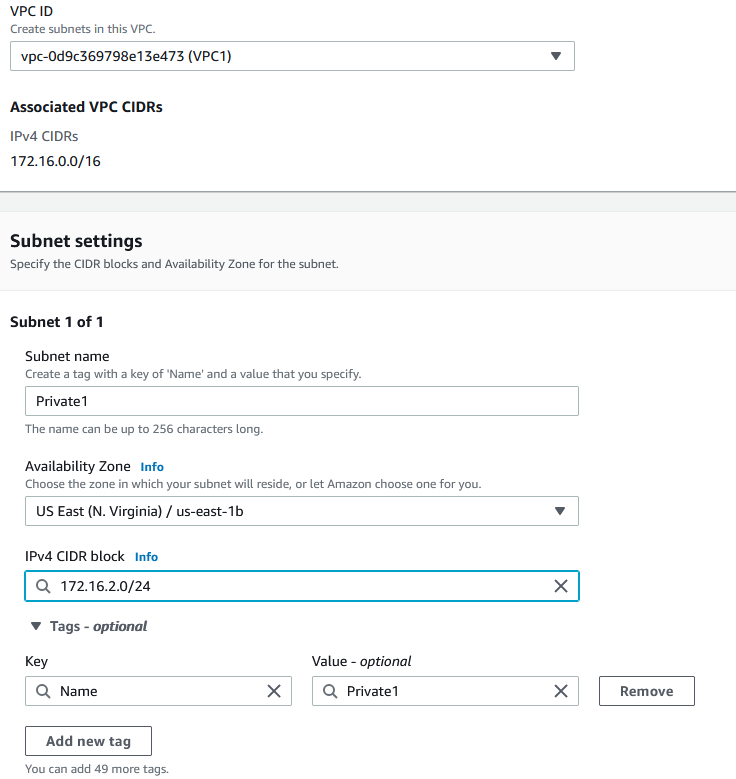 VPC ID
Create subnets in this VPC.
vpc-0d9c369798e13e473 (VPC1)
Associated VPC CIDRs
IPv4 CIDRs
172.16.0.0/16
Subnet settings
Specify the CIDR blocks and Availability Zone for the subnet.
Subnet 1 of 1
Subnet name
Create a tag with a key of 'Name' and a value that you specify.
Private1
The name can be up to 256 characters long.
Availability Zone Info
Choose the zone in which your subnet will reside, or let Amazon choose one for you.
US East (N. Virginia) / us-east-1b
IPv4 CIDR block Info
172.16.2.0/24
Tags - optional
Key Value - optional
Name Private1 Remove
Add new tag
You can add 49 more tags.